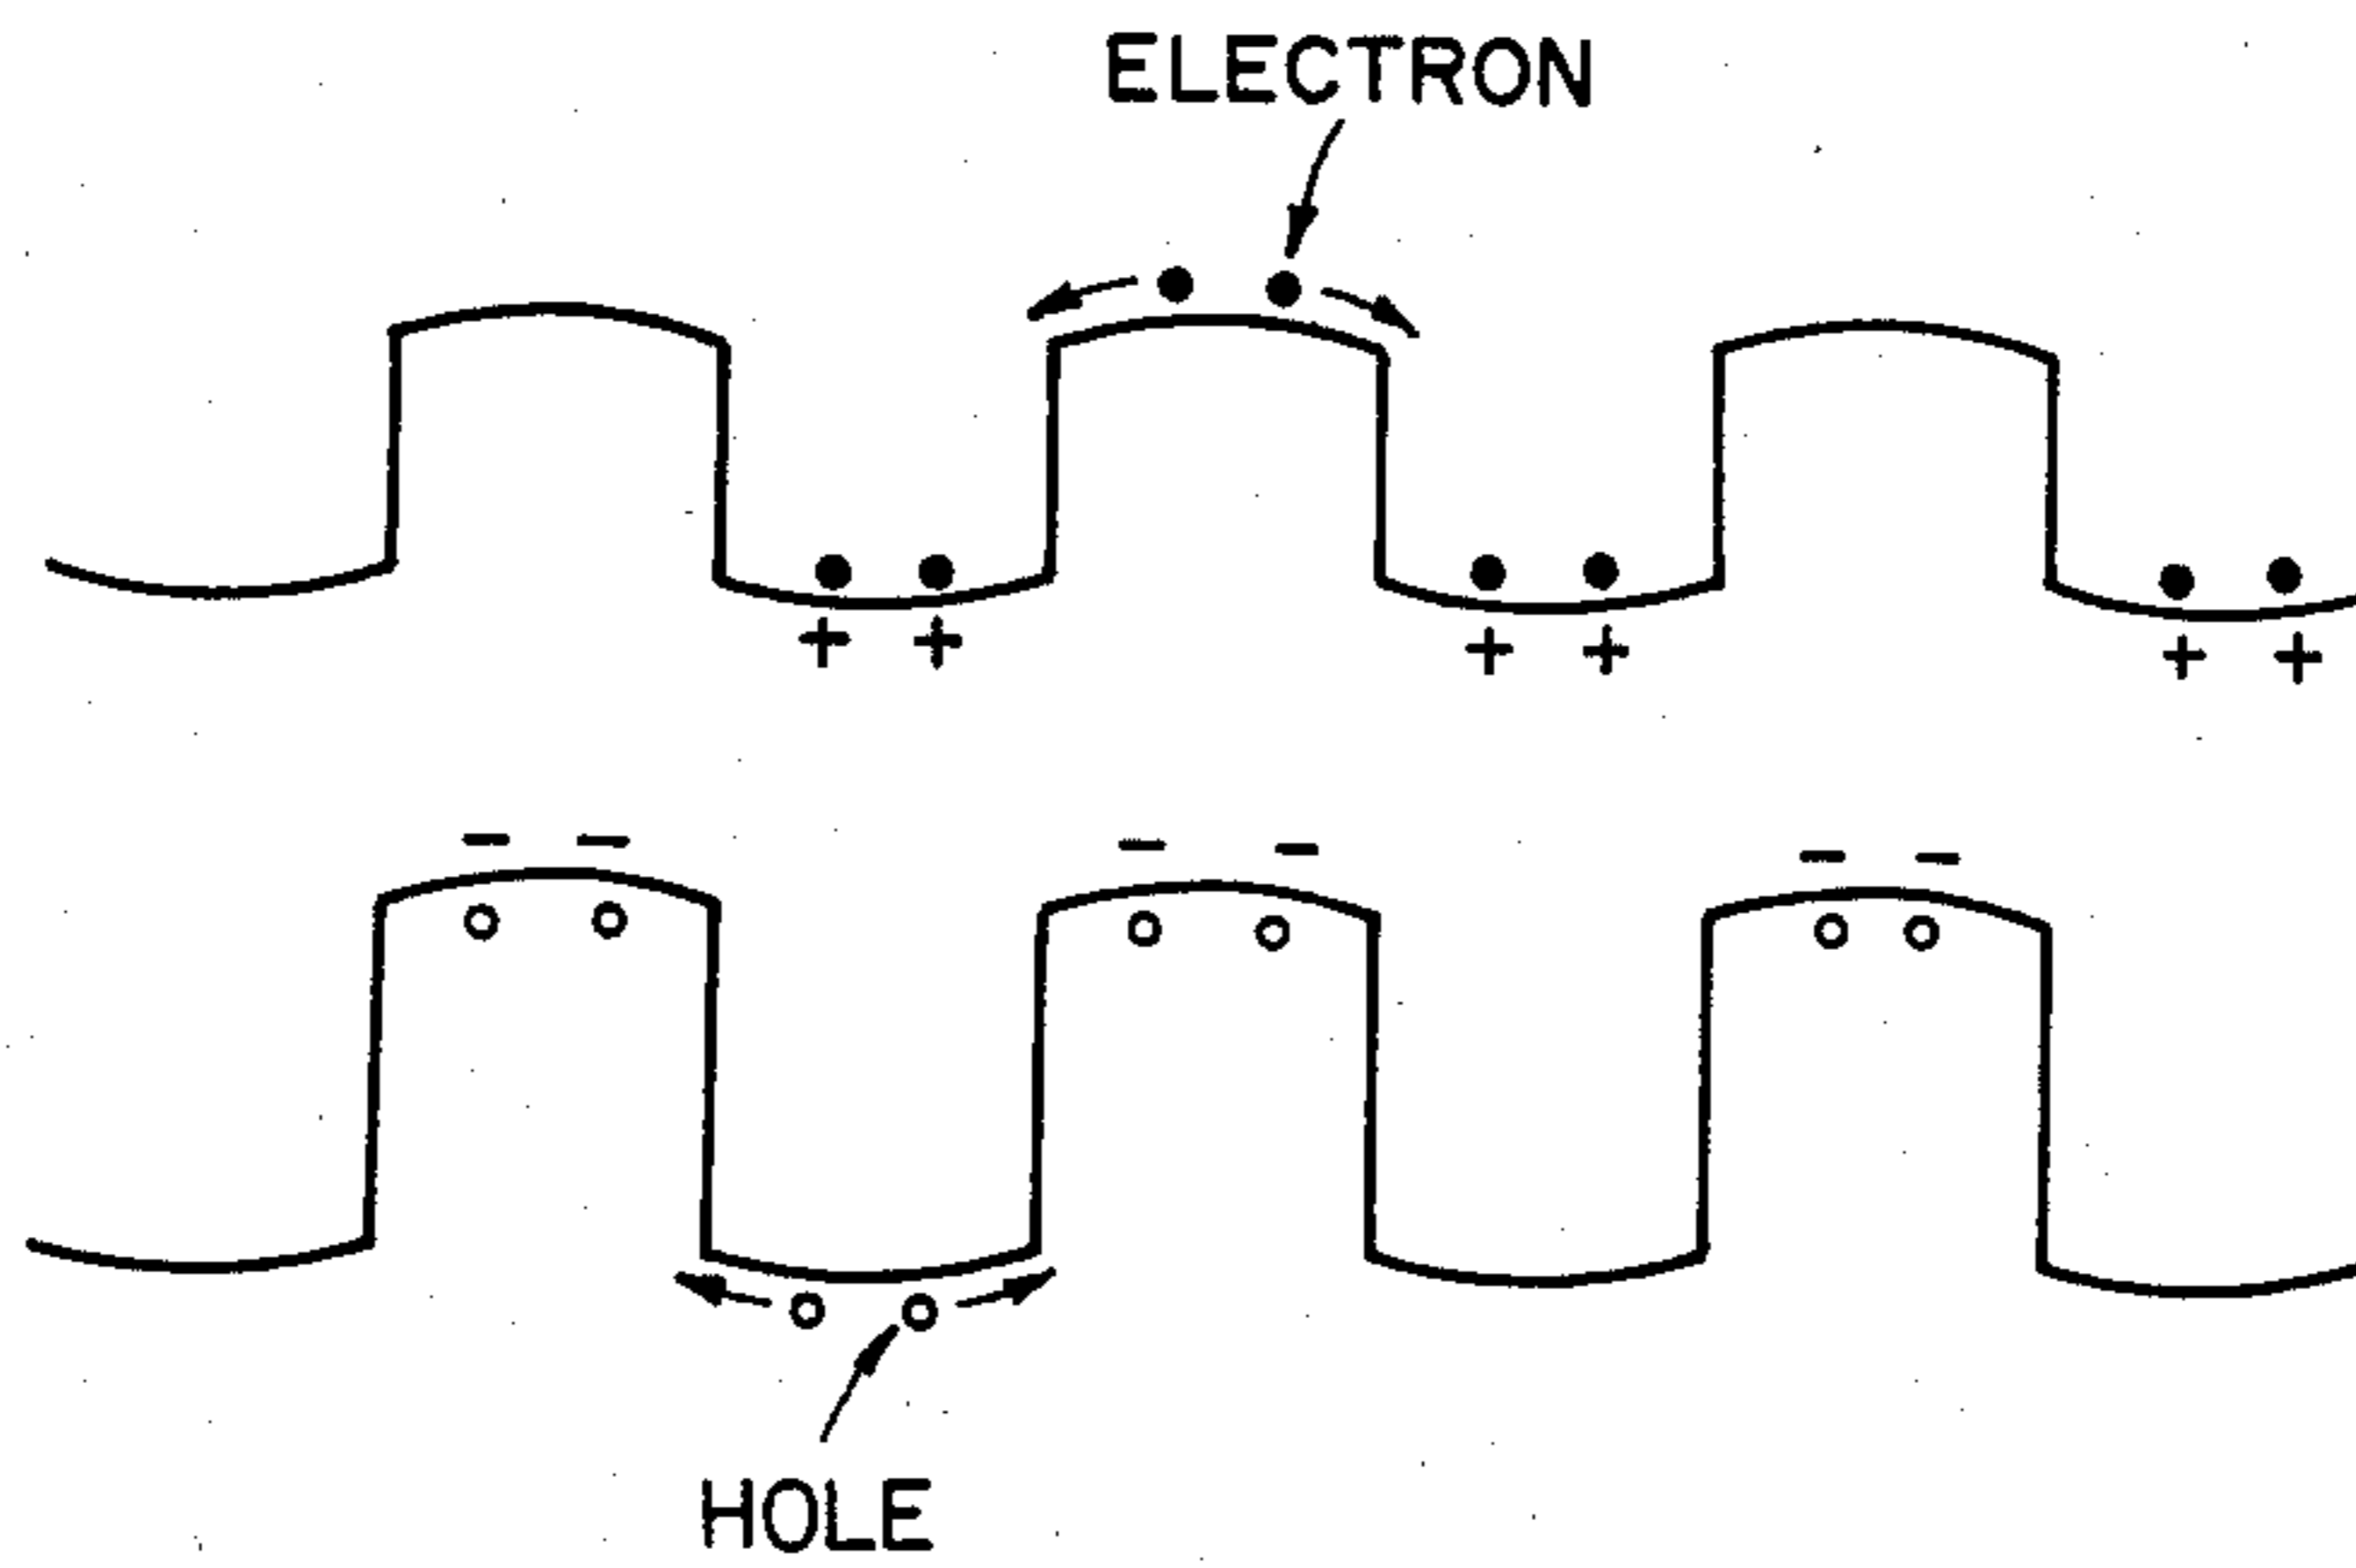 ELECTRON
+ + + + + +
− − − − − −
HOLE